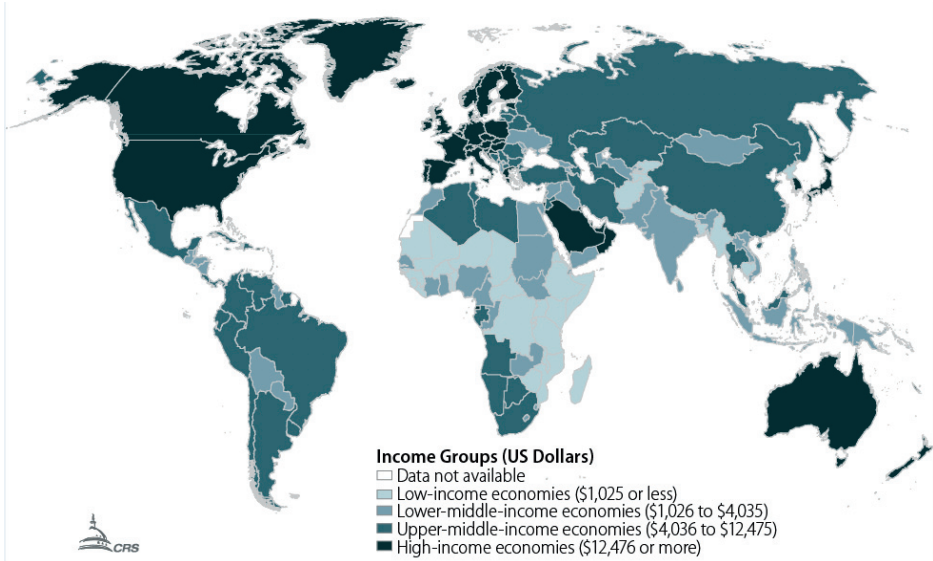 Income Groups (US Dollars)
Data not available
Low-income economies ($1,025 or less)
Lower-middle-income economies ($1,026 to $4,035)
Upper-middle-income economies ($4,036 to $12,475)
High-income economies ($12,476 or more)
CRS